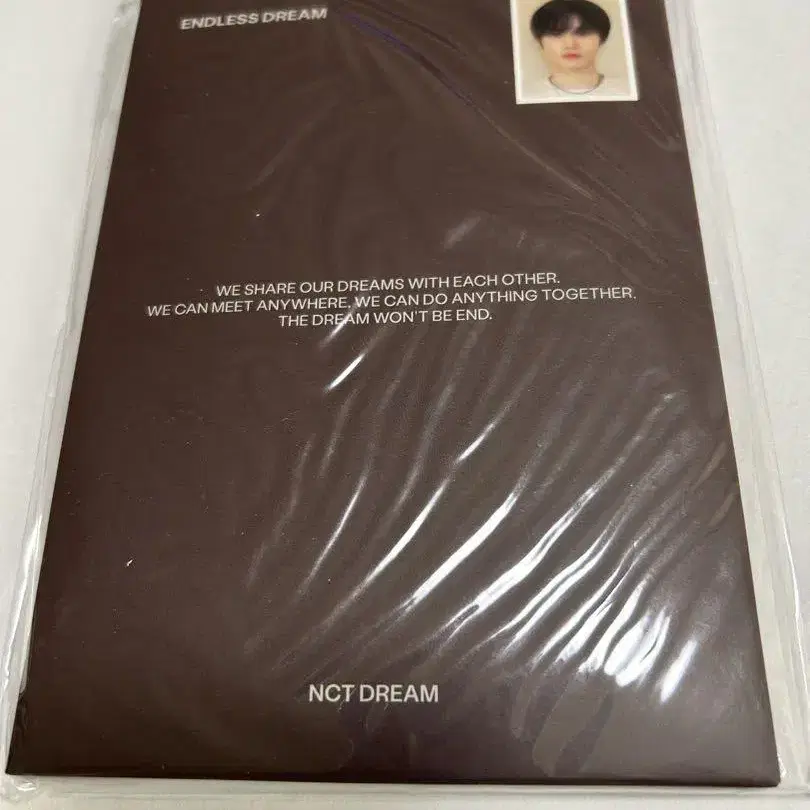 ENDLESS DREAM
WE SHARE OUR DREAMS WITH EACH OTHER.
WE CAN MEET ANYWHERE, WE CAN DO ANYTHING TOGETHER.
THE DREAM WON'T BE END.
NCT DREAM